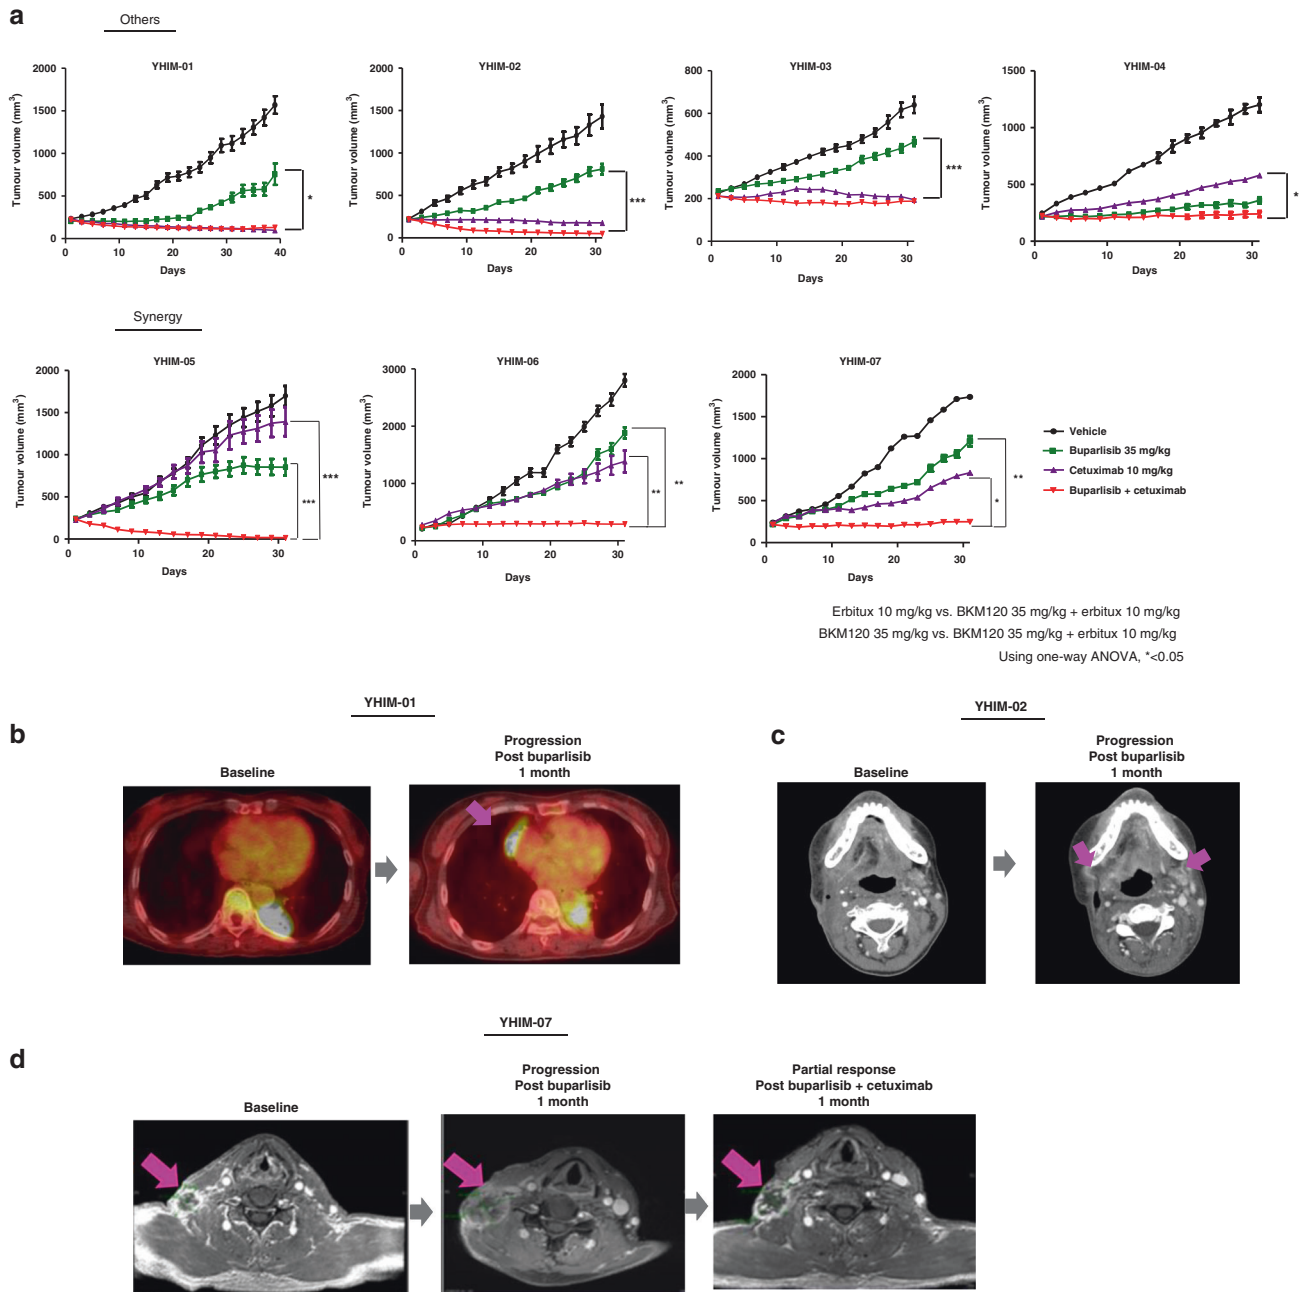 a
Others
YHIM-01
Tumour volume (mm³)
2000
1500
1000
500
0
0 10 20 30 40
Days
*
YHIM-02
Tumour volume (mm³)
2000
1500
1000
500
0
0 10 20 30
Days
***
YHIM-03
Tumour volume (mm³)
800
600
400
200
0
0 10 20 30
Days
***
YHIM-04
Tumour volume (mm³)
1500
1000
500
0
0 10 20 30
Days
*
Synergy
YHIM-05
Tumour volume (mm³)
2000
1500
1000
500
0
0 10 20 30
Days
***
***
YHIM-06
Tumour volume (mm³)
3000
2000
1000
0
0 10 20 30
Days
**
**
YHIM-07
Tumour volume (mm³)
2000
1500
1000
500
0
0 10 20 30
Days
*
**
Vehicle
Buparlisib 35 mg/kg
Cetuximab 10 mg/kg
Buparlisib + cetuximab
Erbitux 10 mg/kg vs. BKM120 35 mg/kg + erbitux 10 mg/kg
BKM120 35 mg/kg vs. BKM120 35 mg/kg + erbitux 10 mg/kg
Using one-way ANOVA, *<0.05
b
YHIM-01
Baseline
Progression
Post buparlisib
1 month
c
YHIM-02
Baseline
Progression
Post buparlisib
1 month
d
YHIM-07
Baseline
Progression
Post buparlisib
1 month
Partial response
Post buparlisib + cetuximab
1 month